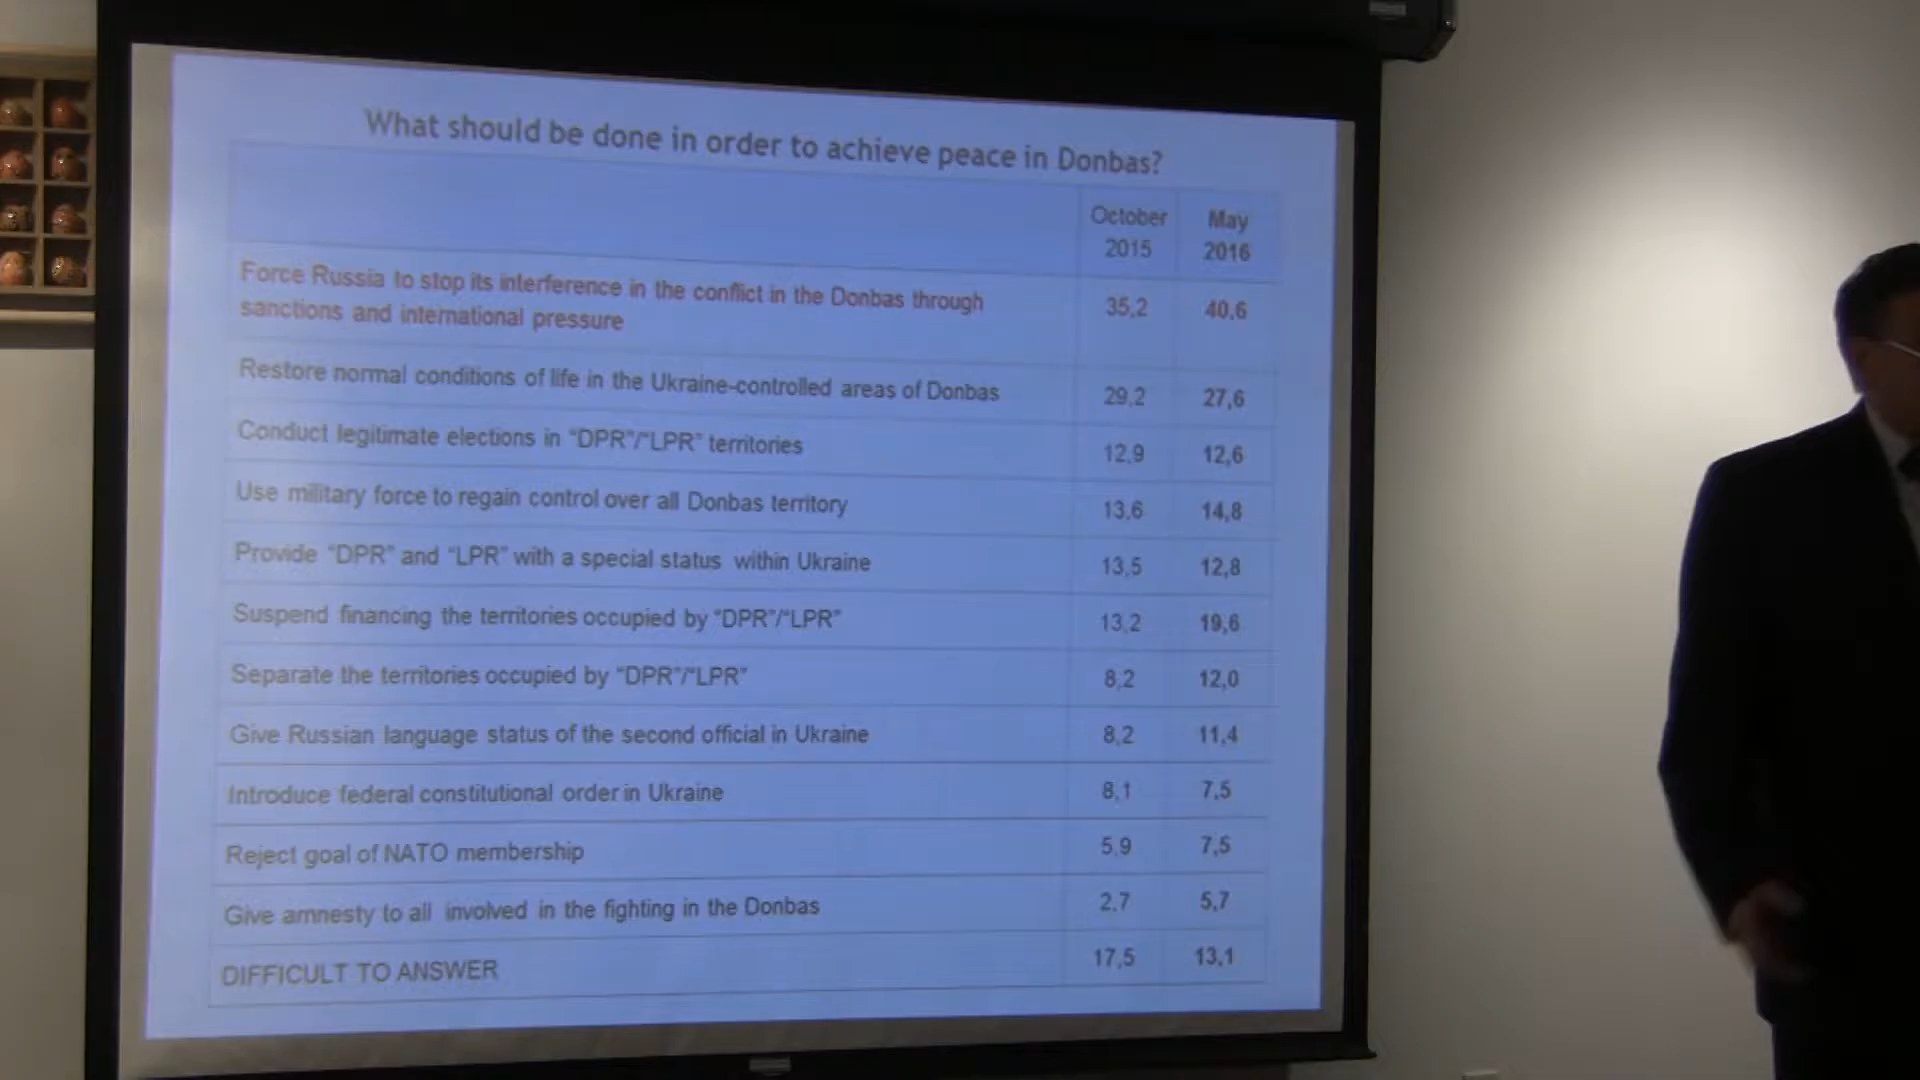 What should be done in order to achieve peace in Donbas?
October 2015 May 2016
Force Russia to stop its interference in the conflict in the Donbas through
sanctions and international pressure 35,2 40,6
Restore normal conditions of life in the Ukraine-controlled areas of Donbas 29,2 27,6
Conduct legitimate elections in “DPR”/“LPR” territories 12,9 12,6
Use military force to regain control over all Donbas territory 13,6 14,8
Provide “DPR” and “LPR” with a special status within Ukraine 13,5 12,8
Suspend financing the territories occupied by “DPR”/“LPR” 13,2 19,6
Separate the territories occupied by “DPR”/“LPR” 8,2 12,0
Give Russian language status of the second official in Ukraine 8,2 11,4
Introduce federal constitutional order in Ukraine 8,1 7,5
Reject goal of NATO membership 5,9 7,5
Give amnesty to all involved in the fighting in the Donbas 2,7 5,7
DIFFICULT TO ANSWER 17,5 13,1